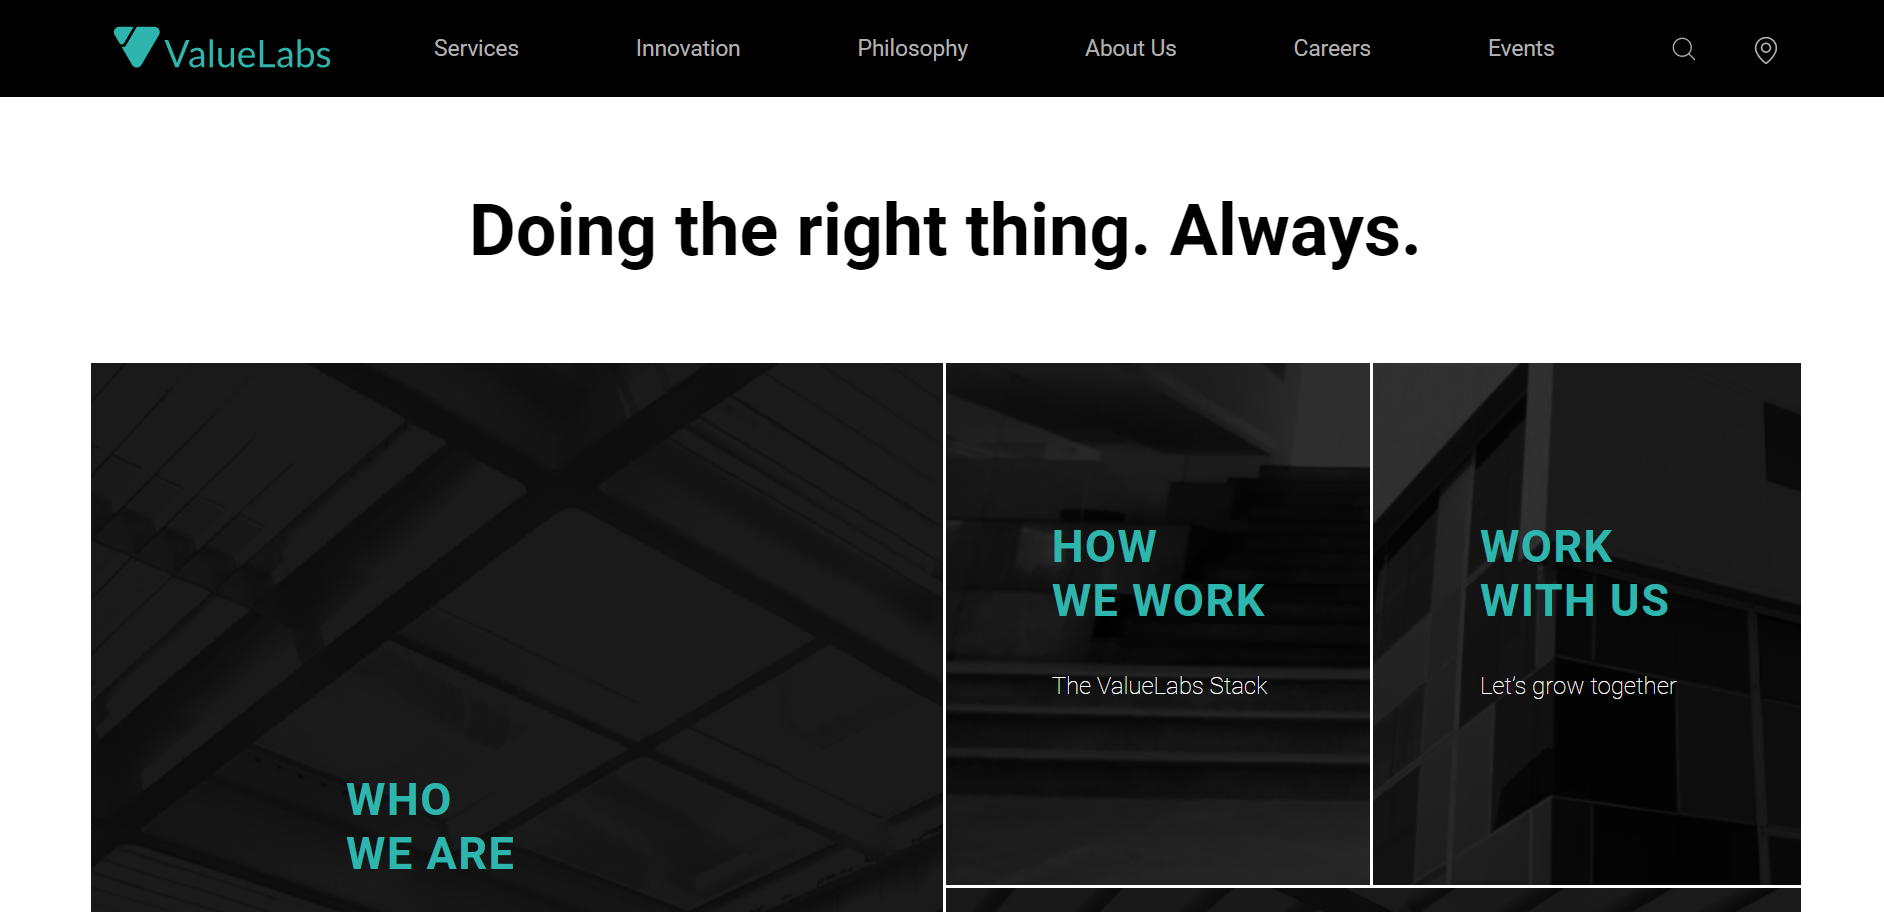 ValueLabs
Services
Innovation
Philosophy
About Us
Careers
Events
Doing the right thing. Always.
HOW
WE WORK
The ValueLabs Stack
WORK
WITH US
Let's grow together
WHO
WE ARE